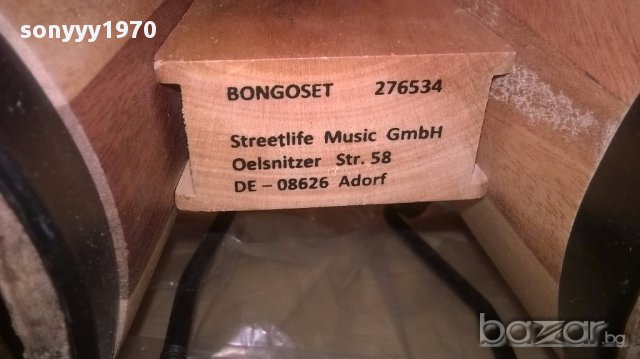 sonyyy1970
BONGOSET 276534
Streetlife Music GmbH
Oelsnitzer Str. 58
DE – 08626 Adorf
bazar.bg